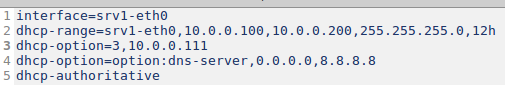 1 interface=srv1-eth0
2 dhcp-range=srv1-eth0,10.0.0.100,10.0.0.200,255.255.255.0,12h
3 dhcp-option=3,10.0.0.111
4 dhcp-option=option:dns-server,0.0.0.0,8.8.8.8
5 dhcp-authoritative